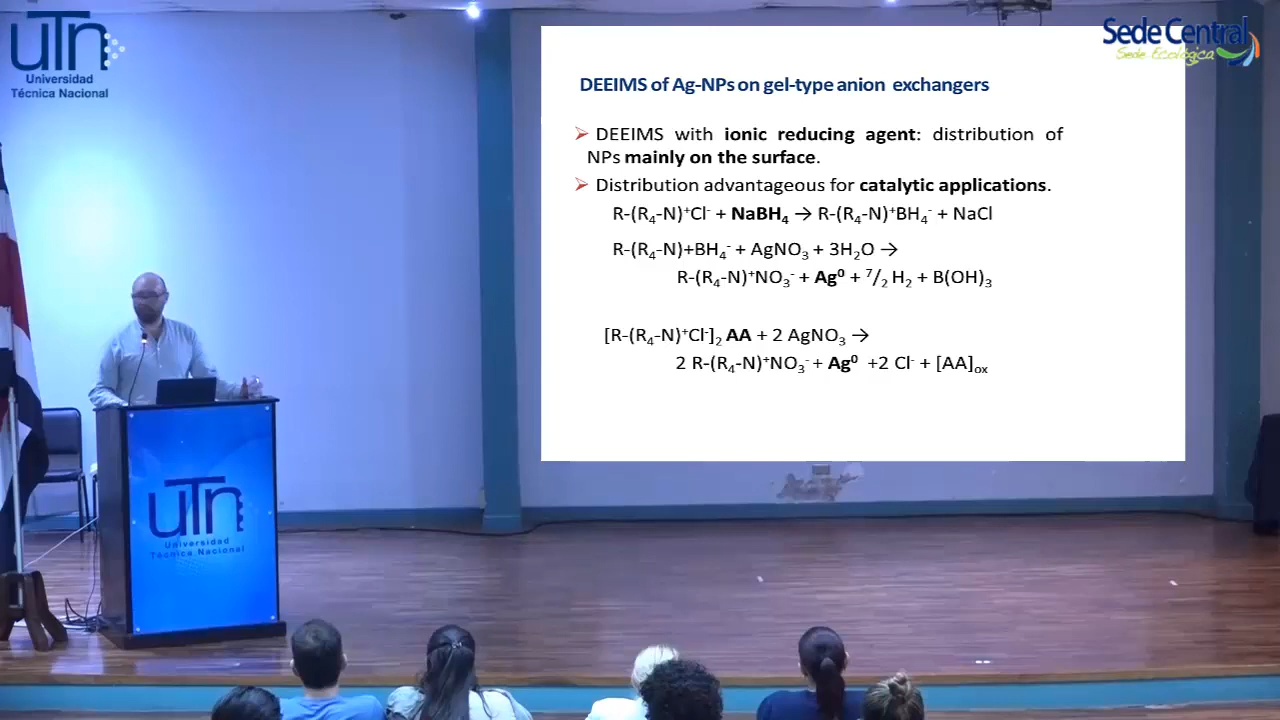 uTn
Universidad
Técnica Nacional
Sede Central
Sede Ecológica
DEEIMS of Ag-NPs on gel-type anion exchangers
➢ DEEIMS with ionic reducing agent: distribution of
NPs mainly on the surface.
➢ Distribution advantageous for catalytic applications.
R-(R₄-N)⁺Cl⁻ + NaBH₄ → R-(R₄-N)⁺BH₄⁻ + NaCl
R-(R₄-N)+BH₄⁻ + AgNO₃ + 3H₂O →
R-(R₄-N)⁺NO₃⁻ + Ag⁰ + ⁷/₂ H₂ + B(OH)₃
[R-(R₄-N)⁺Cl⁻]₂ AA + 2 AgNO₃ →
2 R-(R₄-N)⁺NO₃⁻ + Ag⁰ +2 Cl⁻ + [AA]ₒₓ
uTn
Universidad
Técnica Nacional